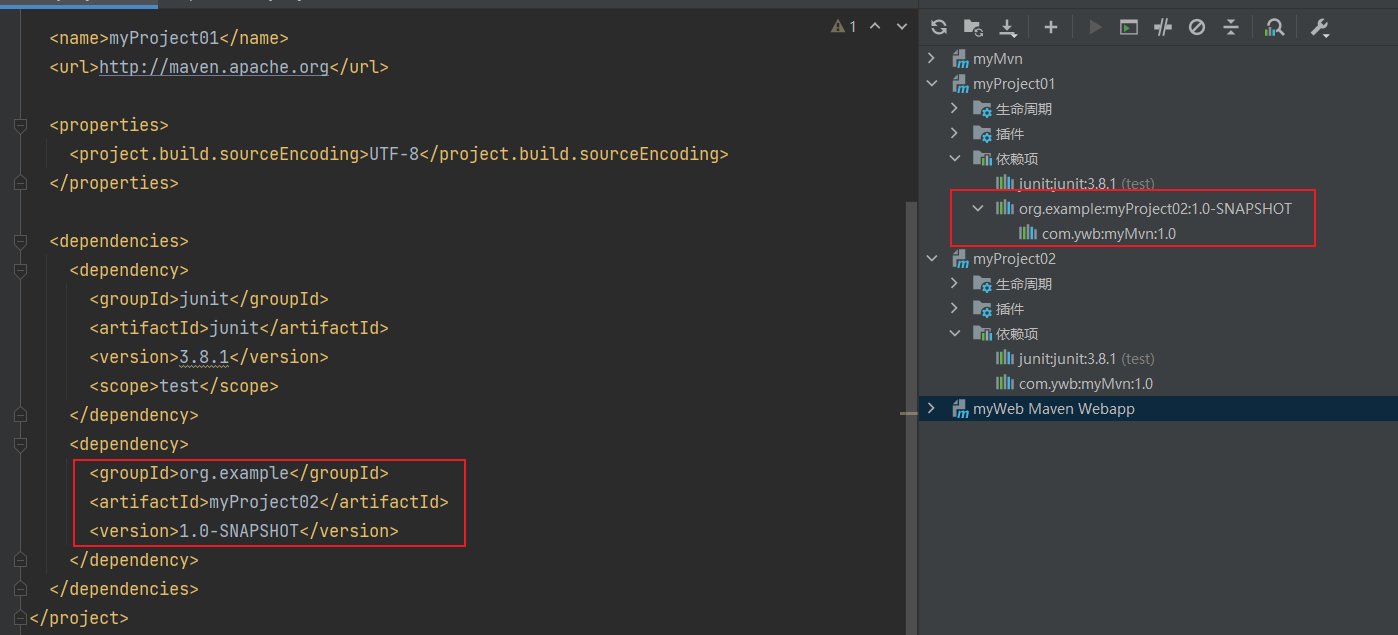 <name>myProject01</name>
<url>http://maven.apache.org</url>
<properties>
<project.build.sourceEncoding>UTF-8</project.build.sourceEncoding>
</properties>
<dependencies>
<dependency>
<groupId>junit</groupId>
<artifactId>junit</artifactId>
<version>3.8.1</version>
<scope>test</scope>
</dependency>
<dependency>
<groupId>org.example</groupId>
<artifactId>myProject02</artifactId>
<version>1.0-SNAPSHOT</version>
</dependency>
</dependencies>
</project>
1
myMvn
myProject01
生命周期
插件
依赖项
junit:junit:3.8.1 (test)
org.example:myProject02:1.0-SNAPSHOT
com.ywb:myMvn:1.0
myProject02
生命周期
插件
依赖项
junit:junit:3.8.1 (test)
com.ywb:myMvn:1.0
myWeb Maven Webapp